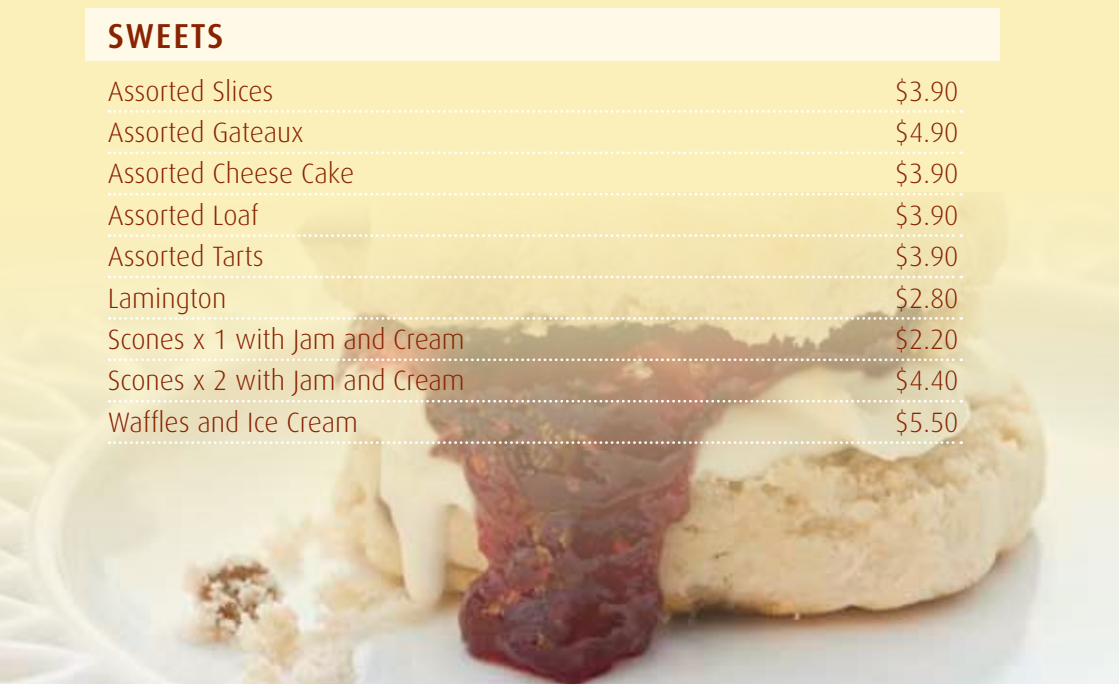 SWEETS
Assorted Slices $3.90
Assorted Gateaux $4.90
Assorted Cheese Cake $3.90
Assorted Loaf $3.90
Assorted Tarts $3.90
Lamington $2.80
Scones x 1 with Jam and Cream $2.20
Scones x 2 with Jam and Cream $4.40
Waffles and Ice Cream $5.50